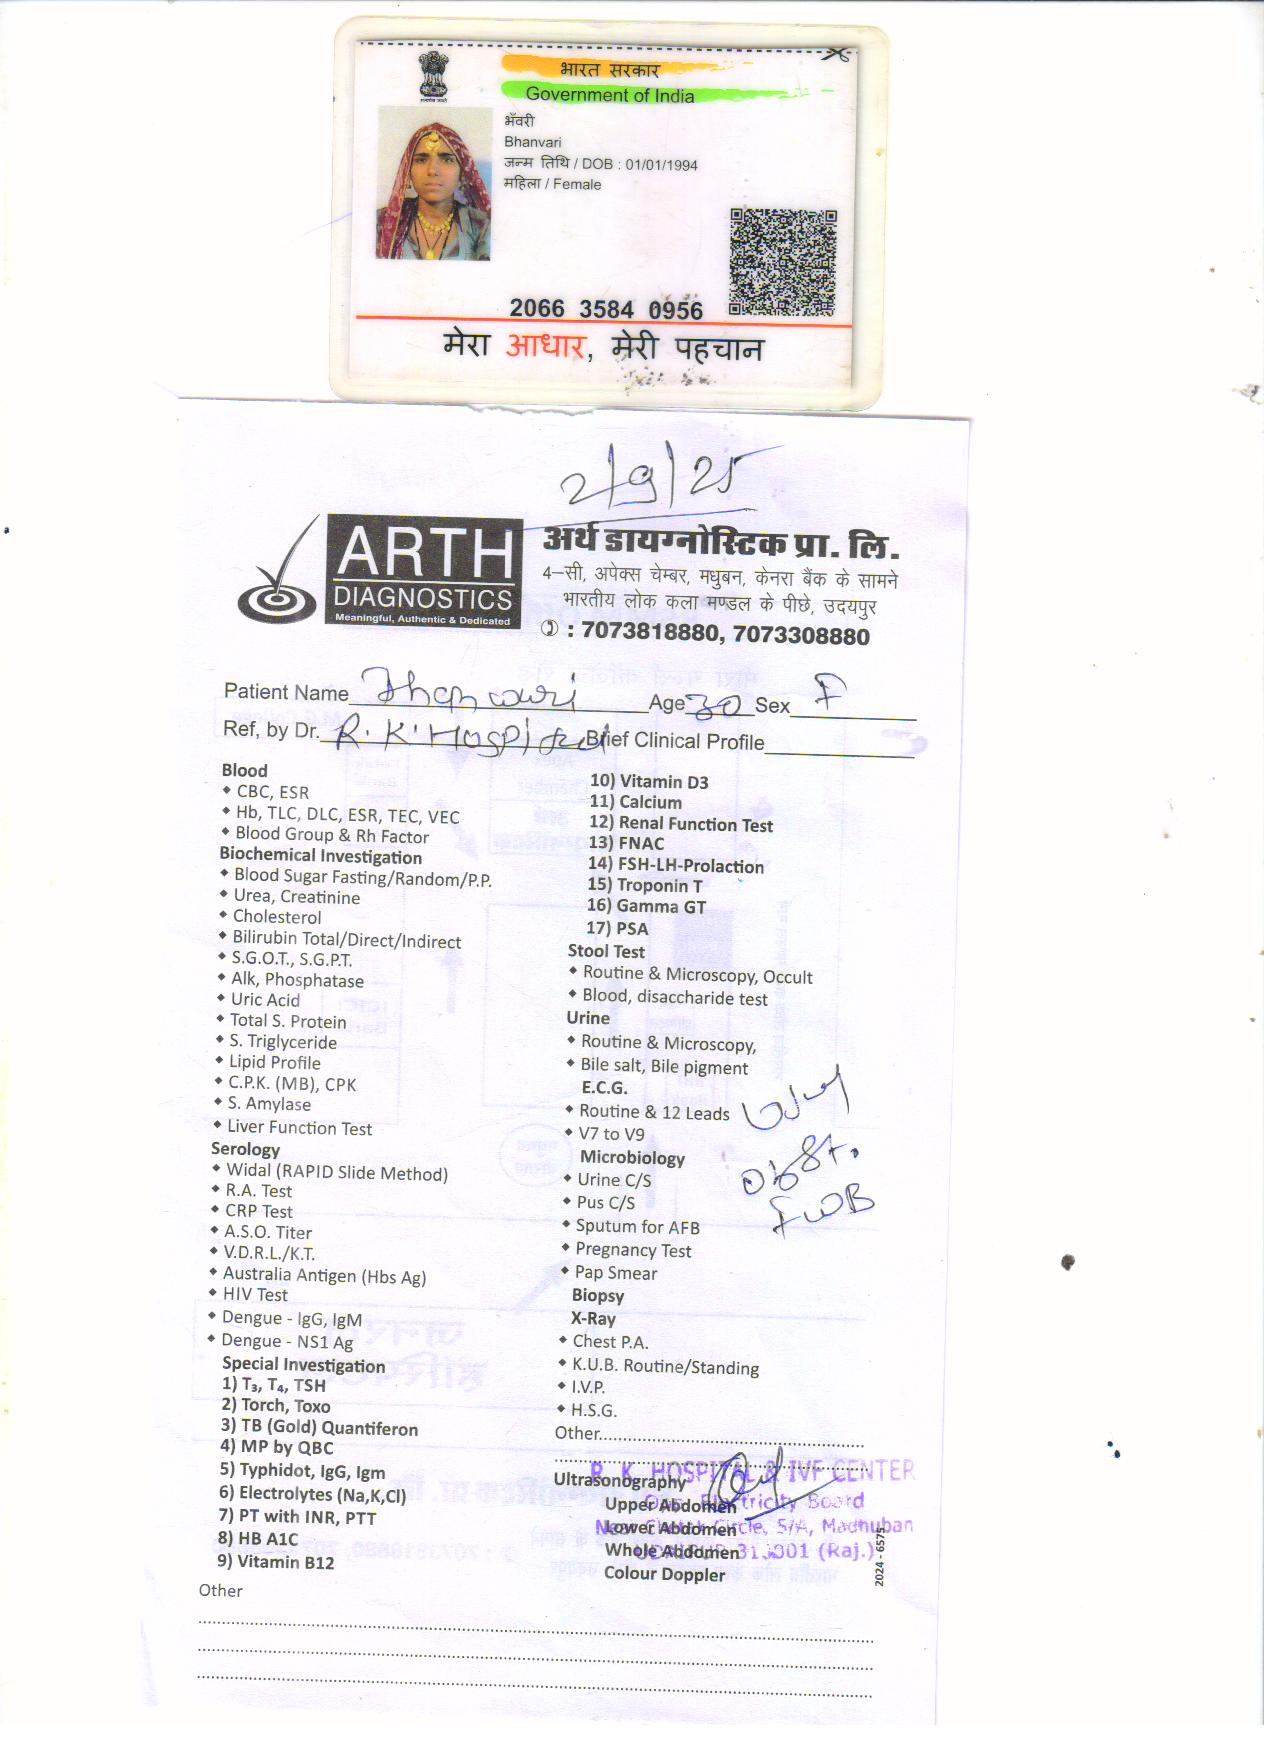 भारत सरकार
Government of India
भँवरी
Bhanvari
जन्म तिथि / DOB : 01/01/1994
महिला / Female
2066 3584 0956
मेरा आधार, मेरी पहचान
2/9/25
ARTH
DIAGNOSTICS
Meaningful, Authentic & Dedicated
अर्थ डायग्नोस्टिक प्रा. लि.
4-सी, अपेक्स चेम्बर, मधुबन, केनरा बैंक के सामने
भारतीय लोक कला मण्डल के पीछे, उदयपुर
: 7073818880, 7073308880
Patient Name Bhanwari Age 30 Sex F
Ref, by Dr. R.K. Hospital Brief Clinical Profile
Blood
CBC, ESR
Hb, TLC, DLC, ESR, TEC, VEC
Blood Group & Rh Factor
Biochemical Investigation
Blood Sugar Fasting/Random/P.P.
Urea, Creatinine
Cholesterol
Bilirubin Total/Direct/Indirect
S.G.O.T., S.G.P.T.
Alk, Phosphatase
Uric Acid
Total S. Protein
S. Triglyceride
Lipid Profile
C.P.K. (MB), CPK
S. Amylase
Liver Function Test
Serology
Widal (RAPID Slide Method)
R.A. Test
CRP Test
A.S.O. Titer
V.D.R.L./K.T.
Australia Antigen (Hbs Ag)
HIV Test
Dengue - IgG, IgM
Dengue - NS1 Ag
Special Investigation
1) T₃, T₄, TSH
2) Torch, Toxo
3) TB (Gold) Quantiferon
4) MP by QBC
5) Typhidot, IgG, Igm
6) Electrolytes (Na,K,Cl)
7) PT with INR, PTT
8) HB A1C
9) Vitamin B12
10) Vitamin D3
11) Calcium
12) Renal Function Test
13) FNAC
14) FSH-LH-Prolaction
15) Troponin T
16) Gamma GT
17) PSA
Stool Test
Routine & Microscopy, Occult
Blood, disaccharide test
Urine
Routine & Microscopy,
Bile salt, Bile pigment
E.C.G.
Routine & 12 Leads
V7 to V9
Microbiology
Urine C/S
Pus C/S
Sputum for AFB
Pregnancy Test
Pap Smear
Biopsy
X-Ray
Chest P.A.
K.U.B. Routine/Standing
I.V.P.
H.S.G.
Other
Ultrasonography
Upper Abdomen
Lower Abdomen
Whole Abdomen
Colour Doppler
obst.
FWB
R. K. HOSPITAL & IVF CENTER
Electricity Board
Circle, 5/A, Madhuban
(Raj.)
2024 - 6575
Other